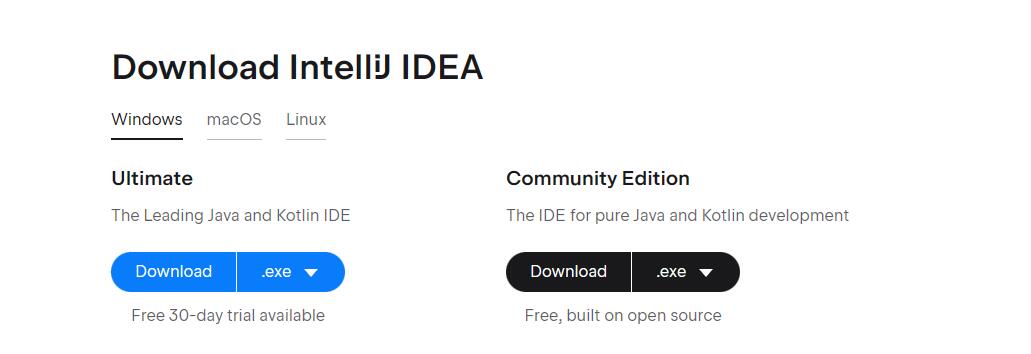 Download IntelliJ IDEA
Windows macOS Linux
Ultimate
The Leading Java and Kotlin IDE
Download .exe
Free 30-day trial available
Community Edition
The IDE for pure Java and Kotlin development
Download .exe
Free, built on open source